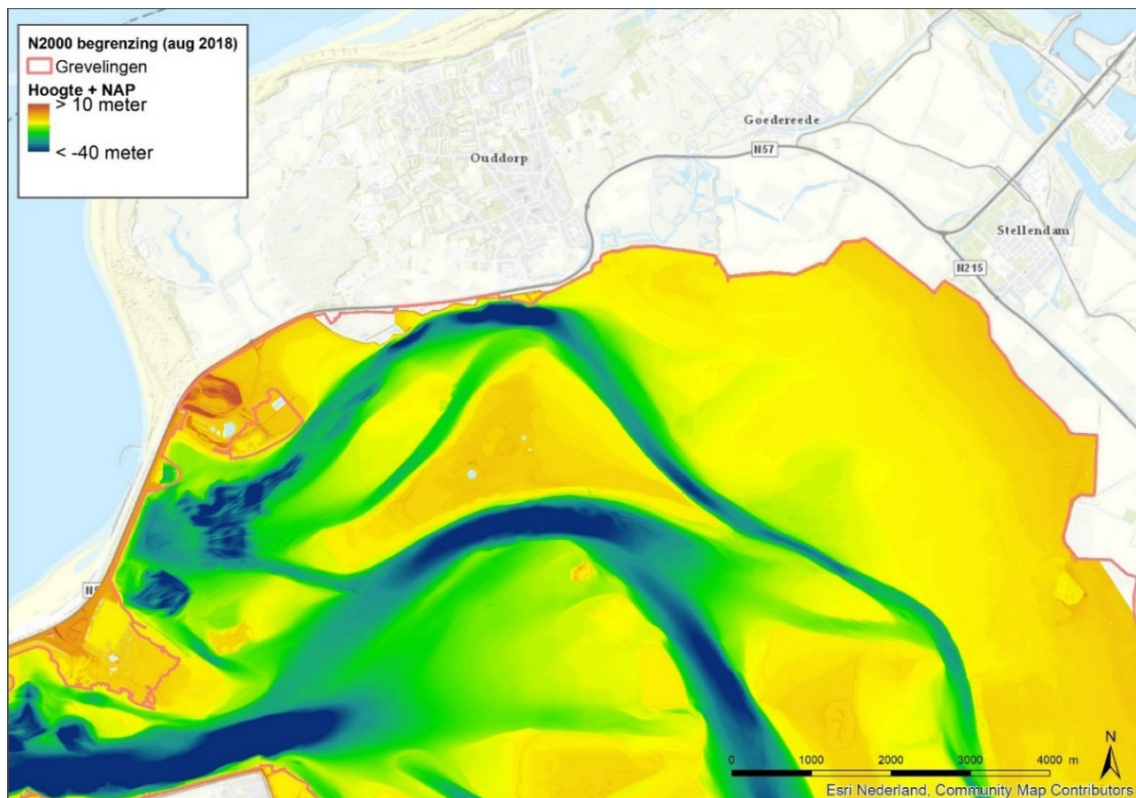 N2000 begrenzing (aug 2018)
Grevelingen
Hoogte + NAP
> 10 meter
< -40 meter
Goedereede
N57
Ouddorp
Stellendam
N215
N
0 1000 2000 3000 4000 m
Esri Nederland, Community Map Contributors